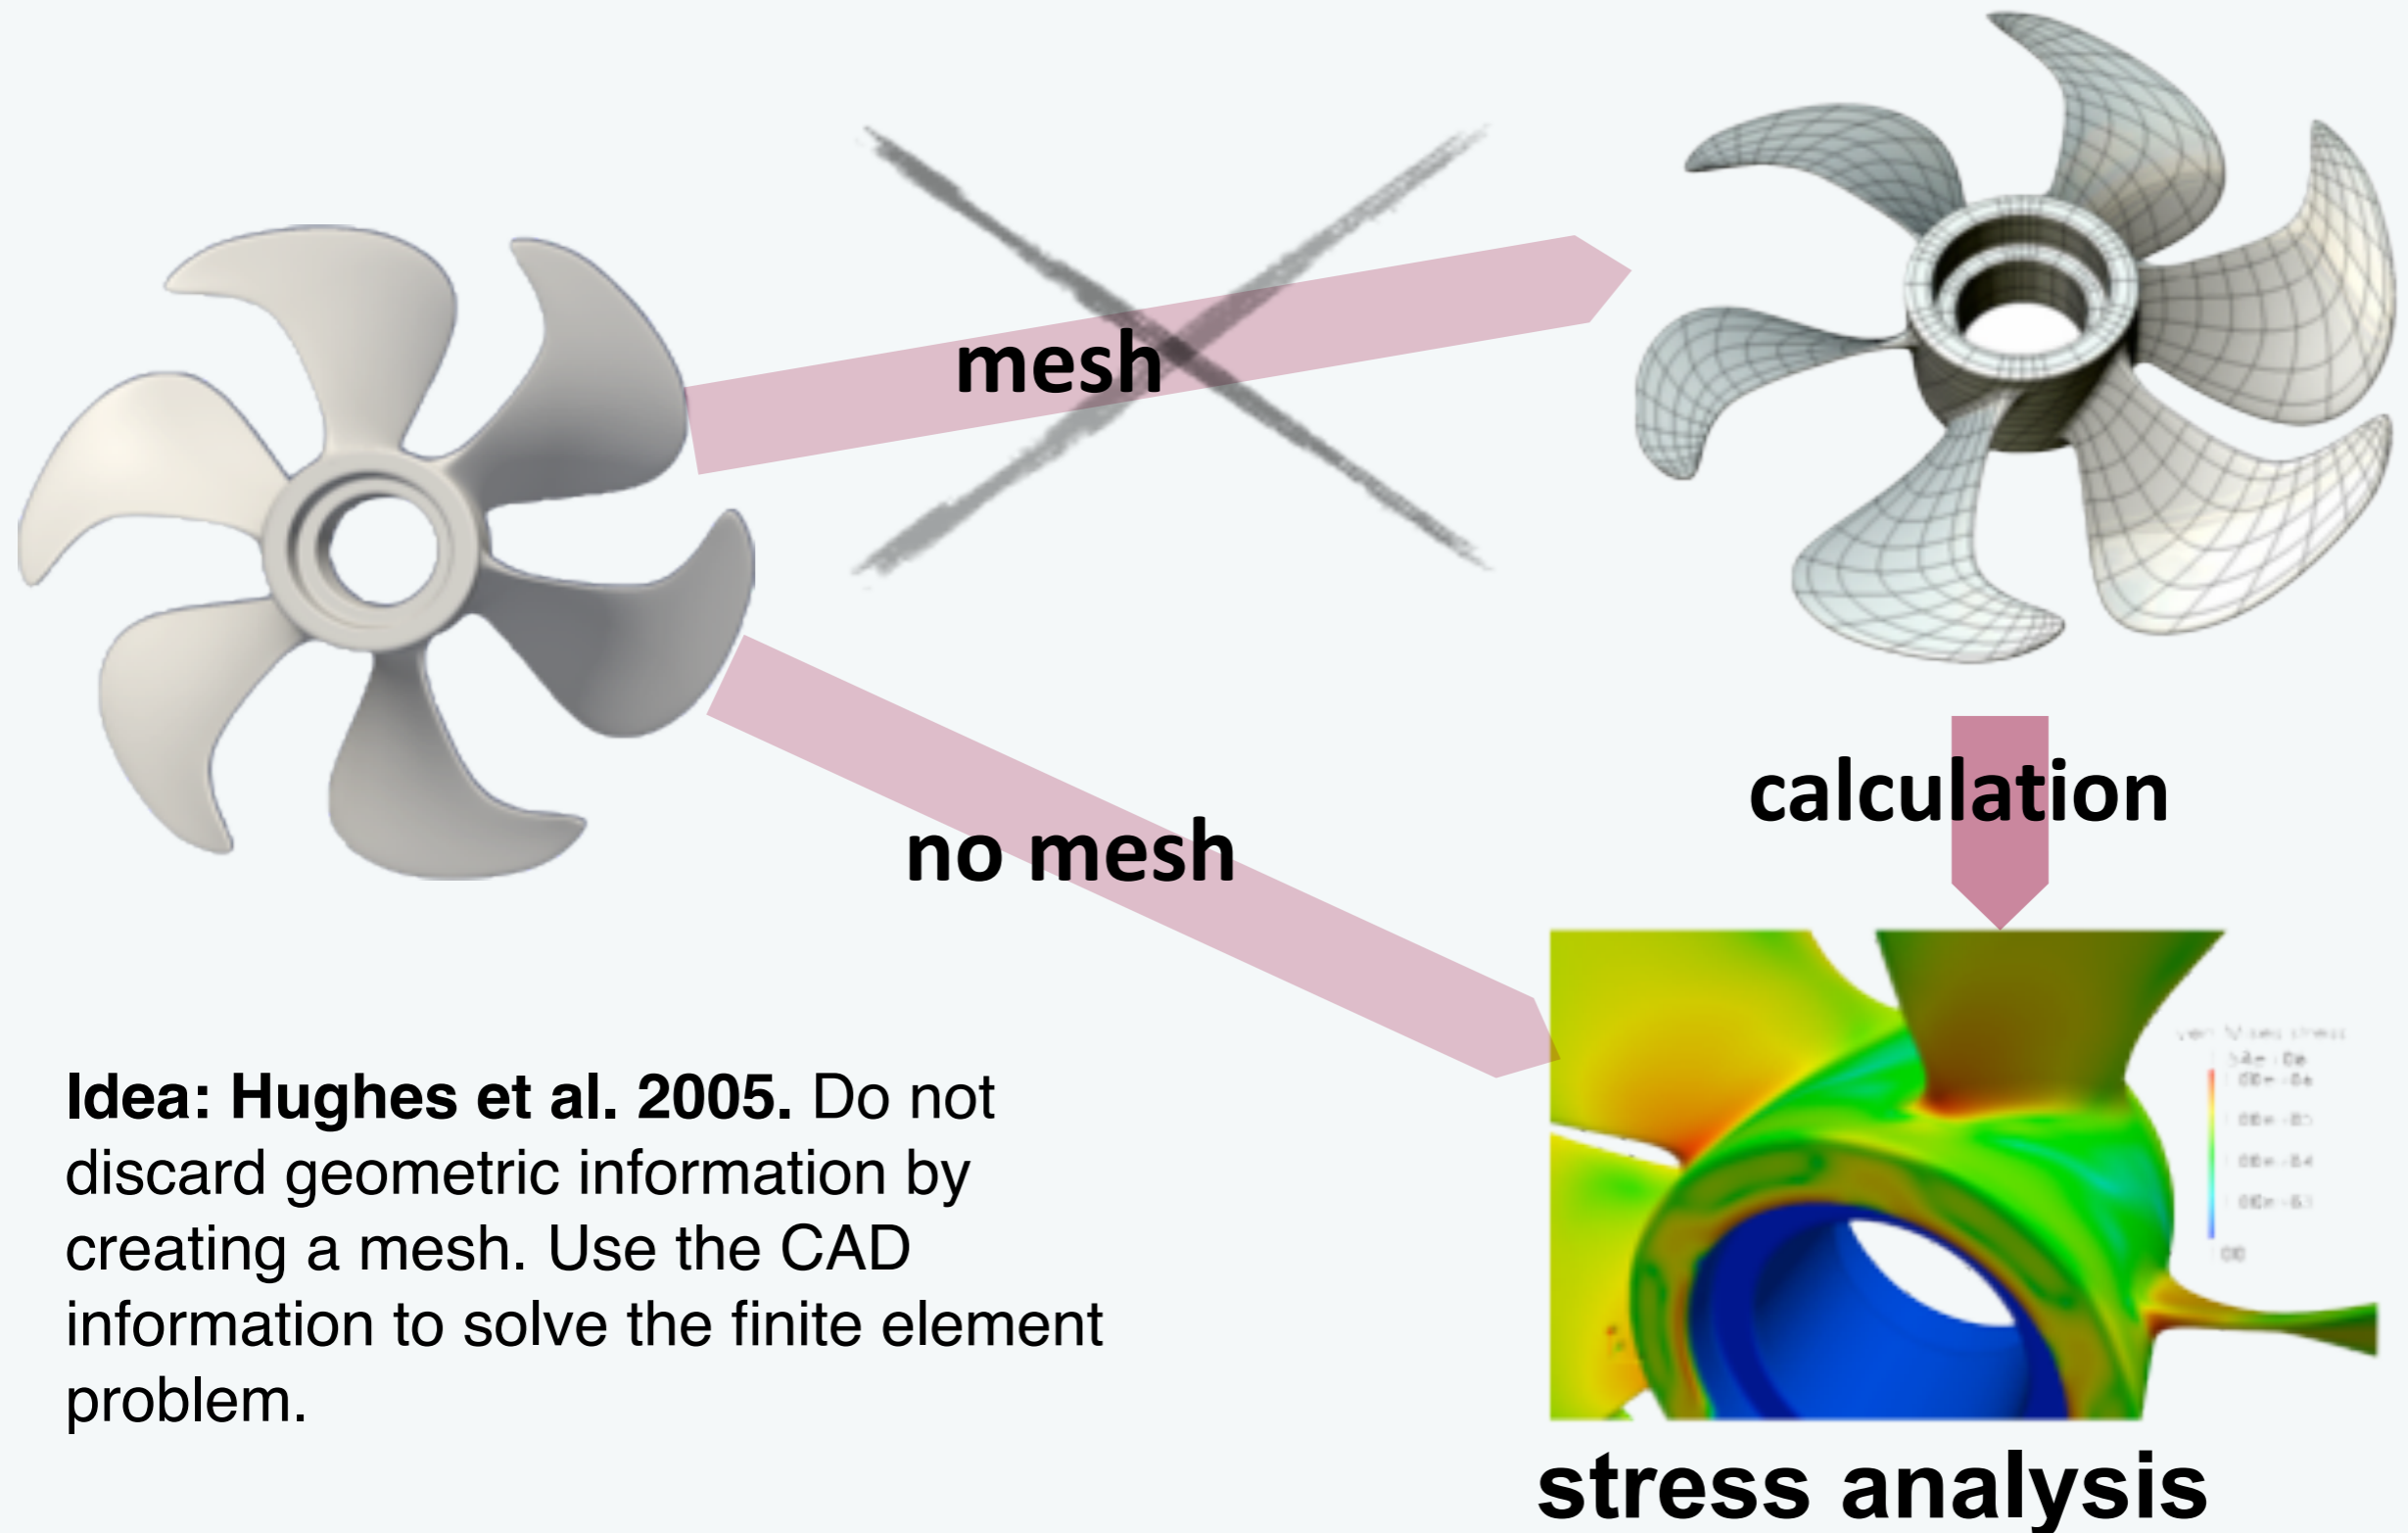 mesh
calculation
no mesh
Idea: Hughes et al. 2005. Do not
discard geometric information by
creating a mesh. Use the CAD
information to solve the finite element
problem.
stress analysis